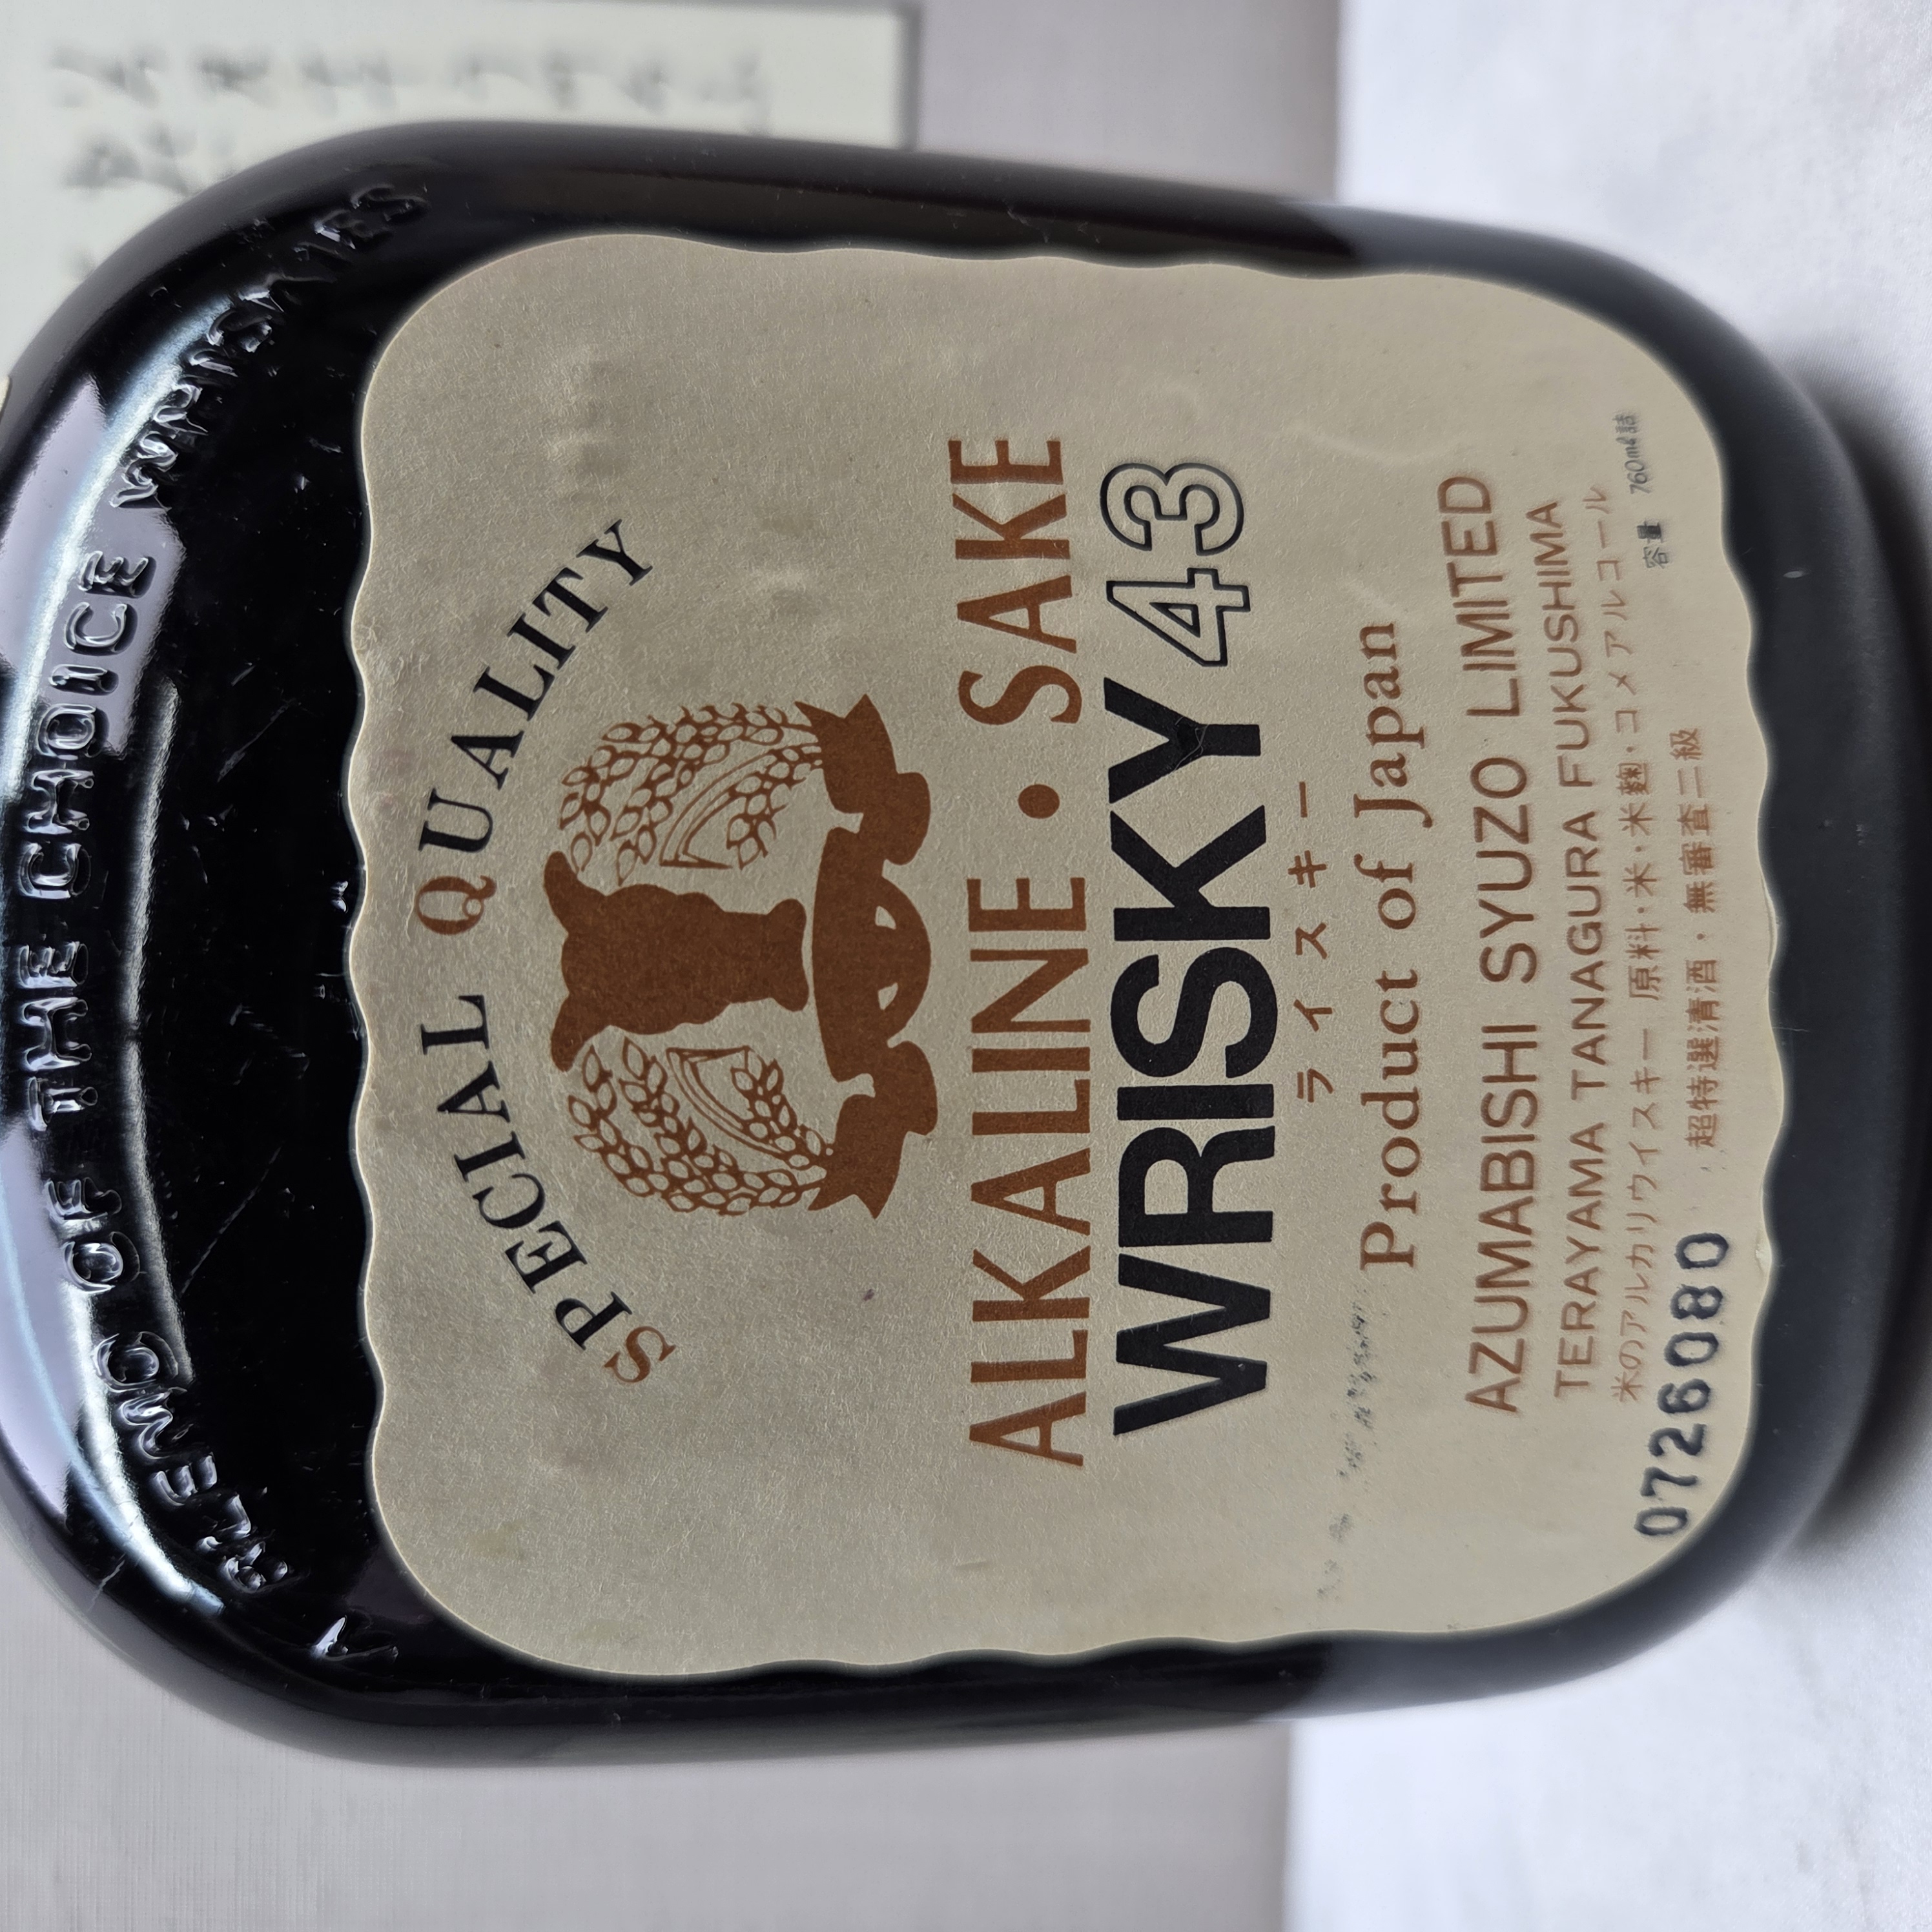 A BLEND OF THE CHOICE WHISKIES
SPECIAL QUALITY
ALKALINE・SAKE
WRISKY 43
ライスキー
Product of Japan
AZUMABISHI SYUZO LIMITED
TERAYAMA TANAGURA FUKUSHIMA
米のアルカリウイスキー 原料・米・米麹・コメアルコール
容量 760ml詰
0726080 超特選清酒・無審査二級